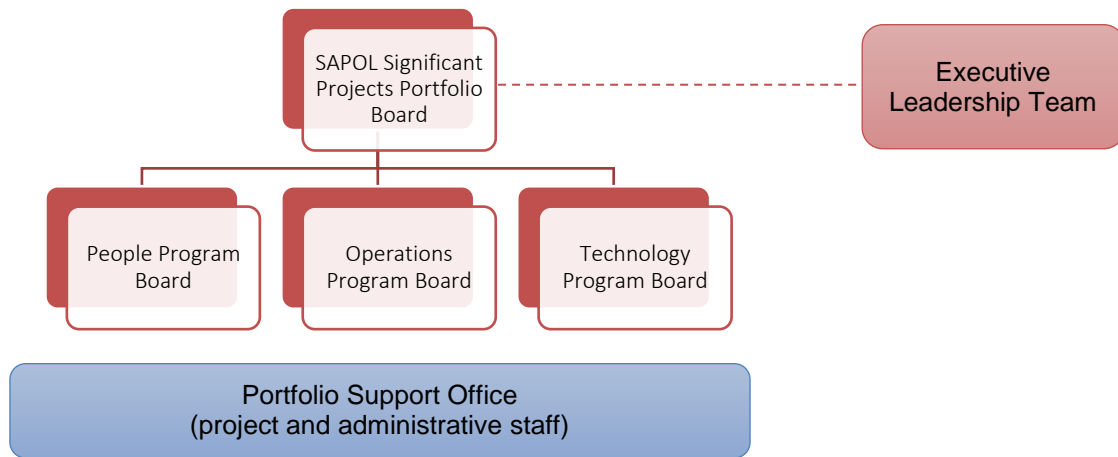 SAPOL Significant
Projects Portfolio
Board
Executive
Leadership Team
People Program
Board
Operations
Program Board
Technology
Program Board
Portfolio Support Office
(project and administrative staff)